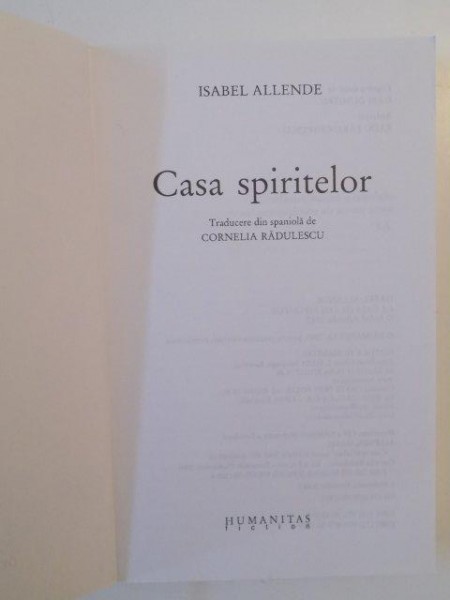 ISABEL ALLENDE
Casa spiritelor
Traducere din spaniolă de
CORNELIA RĂDULESCU
HUMANITAS
fiction